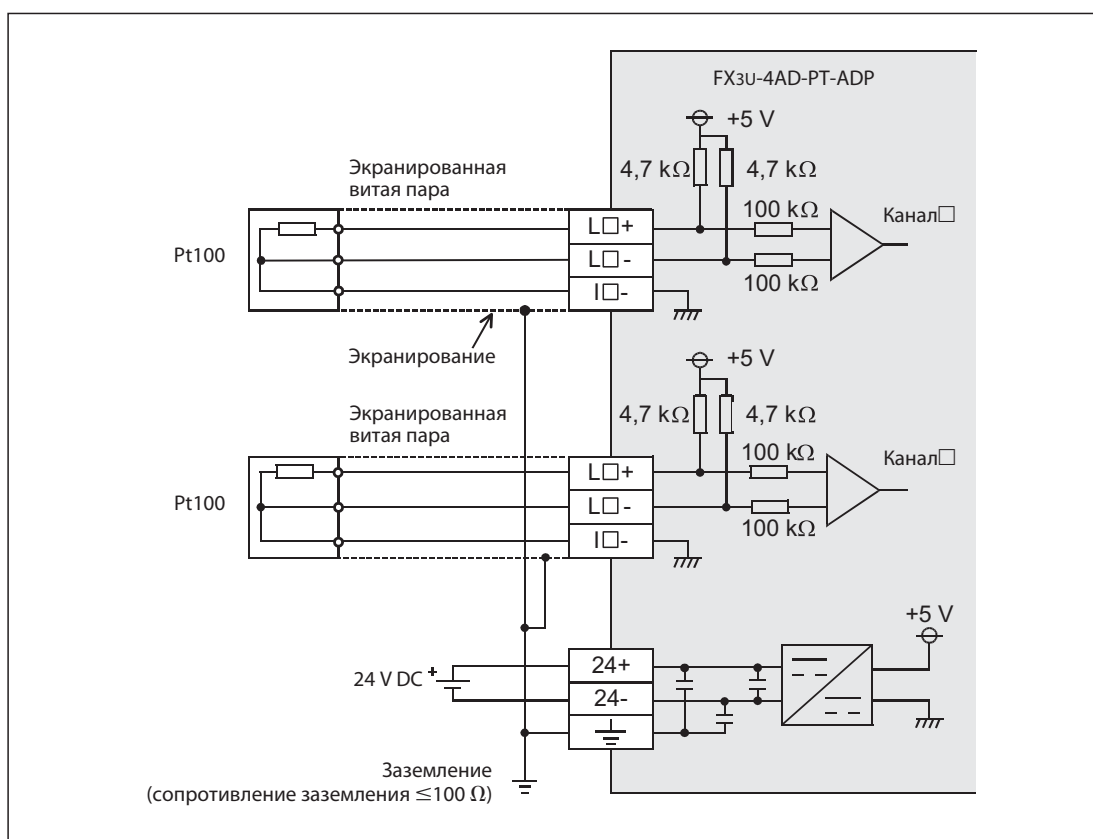 FX3U-4AD-PT-ADP
+5 V
Экранированная
витая пара
4,7 kΩ
4,7 kΩ
100 kΩ
Канал□
Pt100
L□+
L□-
I□-
100 kΩ
Экранирование
+5 V
Экранированная
витая пара
4,7 kΩ
4,7 kΩ
100 kΩ
Канал□
Pt100
L□+
L□-
I□-
100 kΩ
+5 V
24 V DC
+
24+
24-
Заземление
(сопротивление заземления ≤100 Ω)